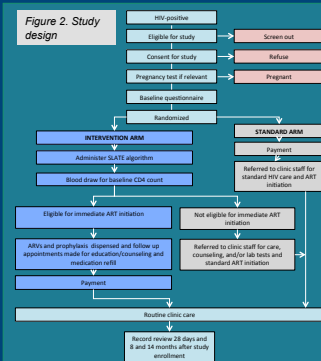 Figure 2. Study
design
HIV-positive
Eligible for study
Screen out
Consent for study
Refuse
Pregnancy test if relevant
Pregnant
Baseline questionnaire
Randomized
INTERVENTION ARM
STANDARD ARM
Administer SLATE algorithm
Payment
Blood draw for baseline CD4 count
Referred to clinic staff for
standard HIV care and ART
initiation
Eligible for immediate ART initiation
Not eligible for immediate ART
initiation
ARVs and prophylaxis dispensed and follow up
appointments made for education/counseling and
medication refill
Referred to clinic staff for care,
counseling, and/or lab tests and
standard ART initiation
Payment
Routine clinic care
Record review 28 days and
8 and 14 months after study
enrollment